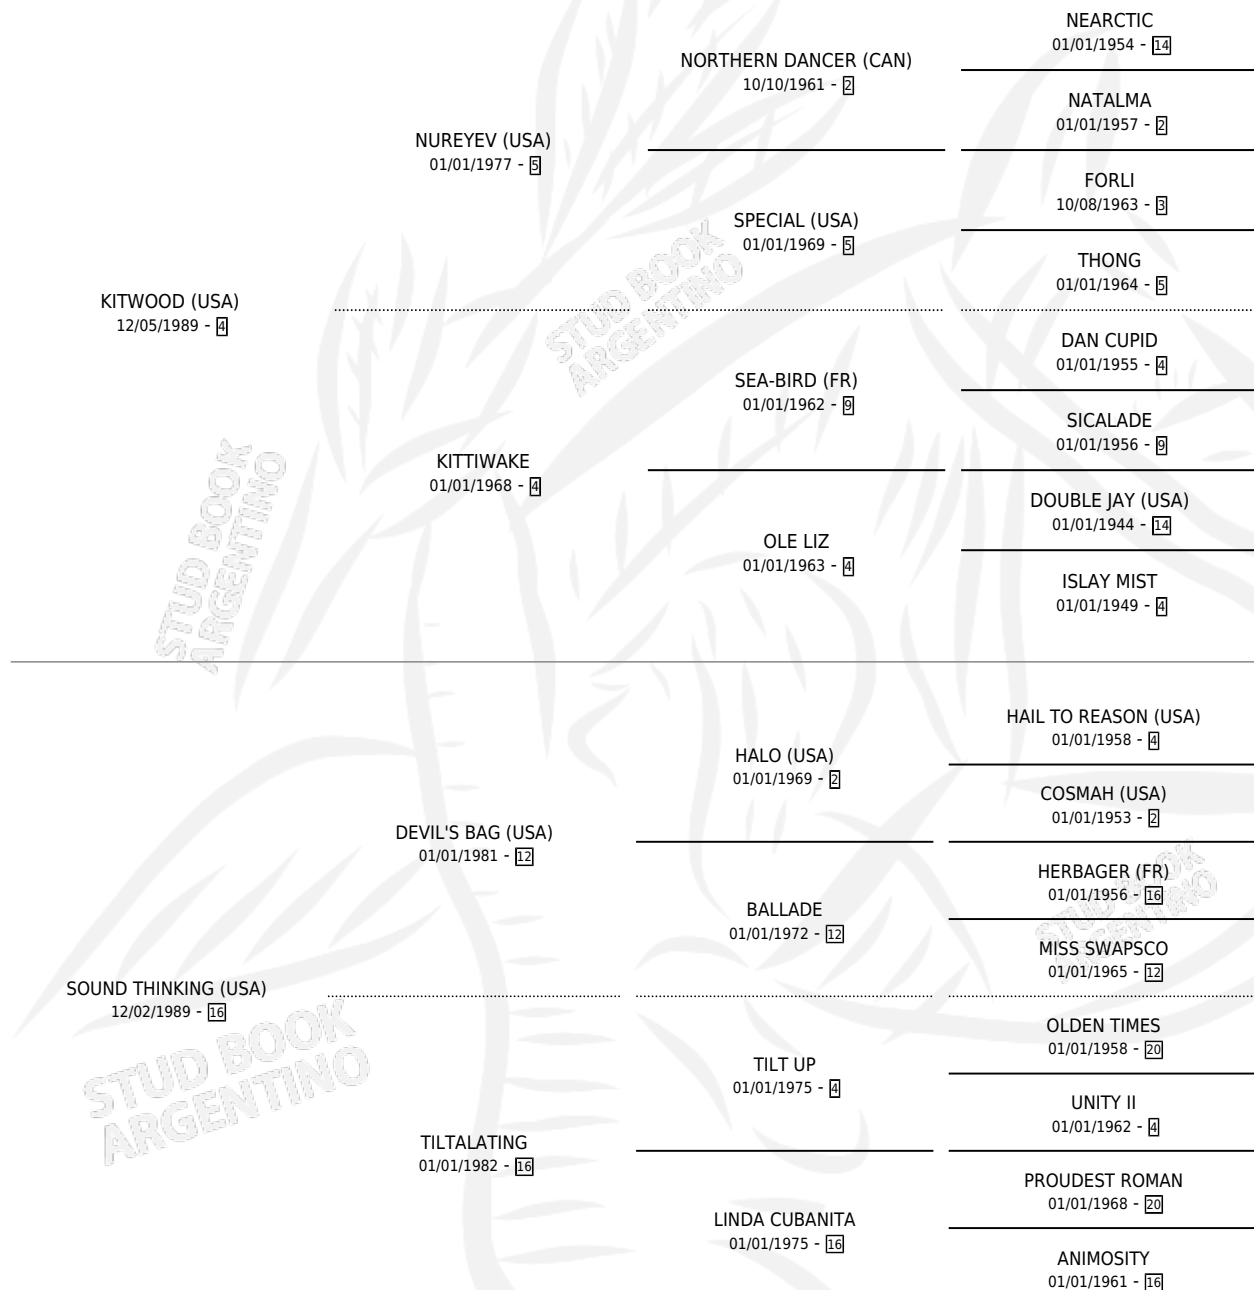 NEARCTIC
01/01/1954 - 14
NORTHERN DANCER (CAN)
10/10/1961 - 2
NATALMA
01/01/1957 - 2
NUREYEV (USA)
01/01/1977 - 5
FORLI
10/08/1963 - 3
SPECIAL (USA)
01/01/1969 - 5
THONG
01/01/1964 - 5
KITWOOD (USA)
12/05/1989 - 4
DAN CUPID
01/01/1955 - 4
SEA-BIRD (FR)
01/01/1962 - 9
SICALADE
01/01/1956 - 9
KITTIWAKE
01/01/1968 - 4
DOUBLE JAY (USA)
01/01/1944 - 14
OLE LIZ
01/01/1963 - 4
ISLAY MIST
01/01/1949 - 4
HAIL TO REASON (USA)
01/01/1958 - 4
HALO (USA)
01/01/1969 - 2
COSMAH (USA)
01/01/1953 - 2
DEVIL'S BAG (USA)
01/01/1981 - 12
HERBAGER (FR)
01/01/1956 - 16
BALLADE
01/01/1972 - 12
MISS SWAPSCO
01/01/1965 - 12
SOUND THINKING (USA)
12/02/1989 - 16
OLDEN TIMES
01/01/1958 - 20
TILT UP
01/01/1975 - 4
UNITY II
01/01/1962 - 4
TILTALATING
01/01/1982 - 16
PROUDEST ROMAN
01/01/1968 - 20
LINDA CUBANITA
01/01/1975 - 16
ANIMOSITY
01/01/1961 - 16
STUD BOOK
ARGENTINO
STUD BOOK
ARGENTINO
STUD BOOK
ARGENTINO
STUD BOOK
ARGENTINO